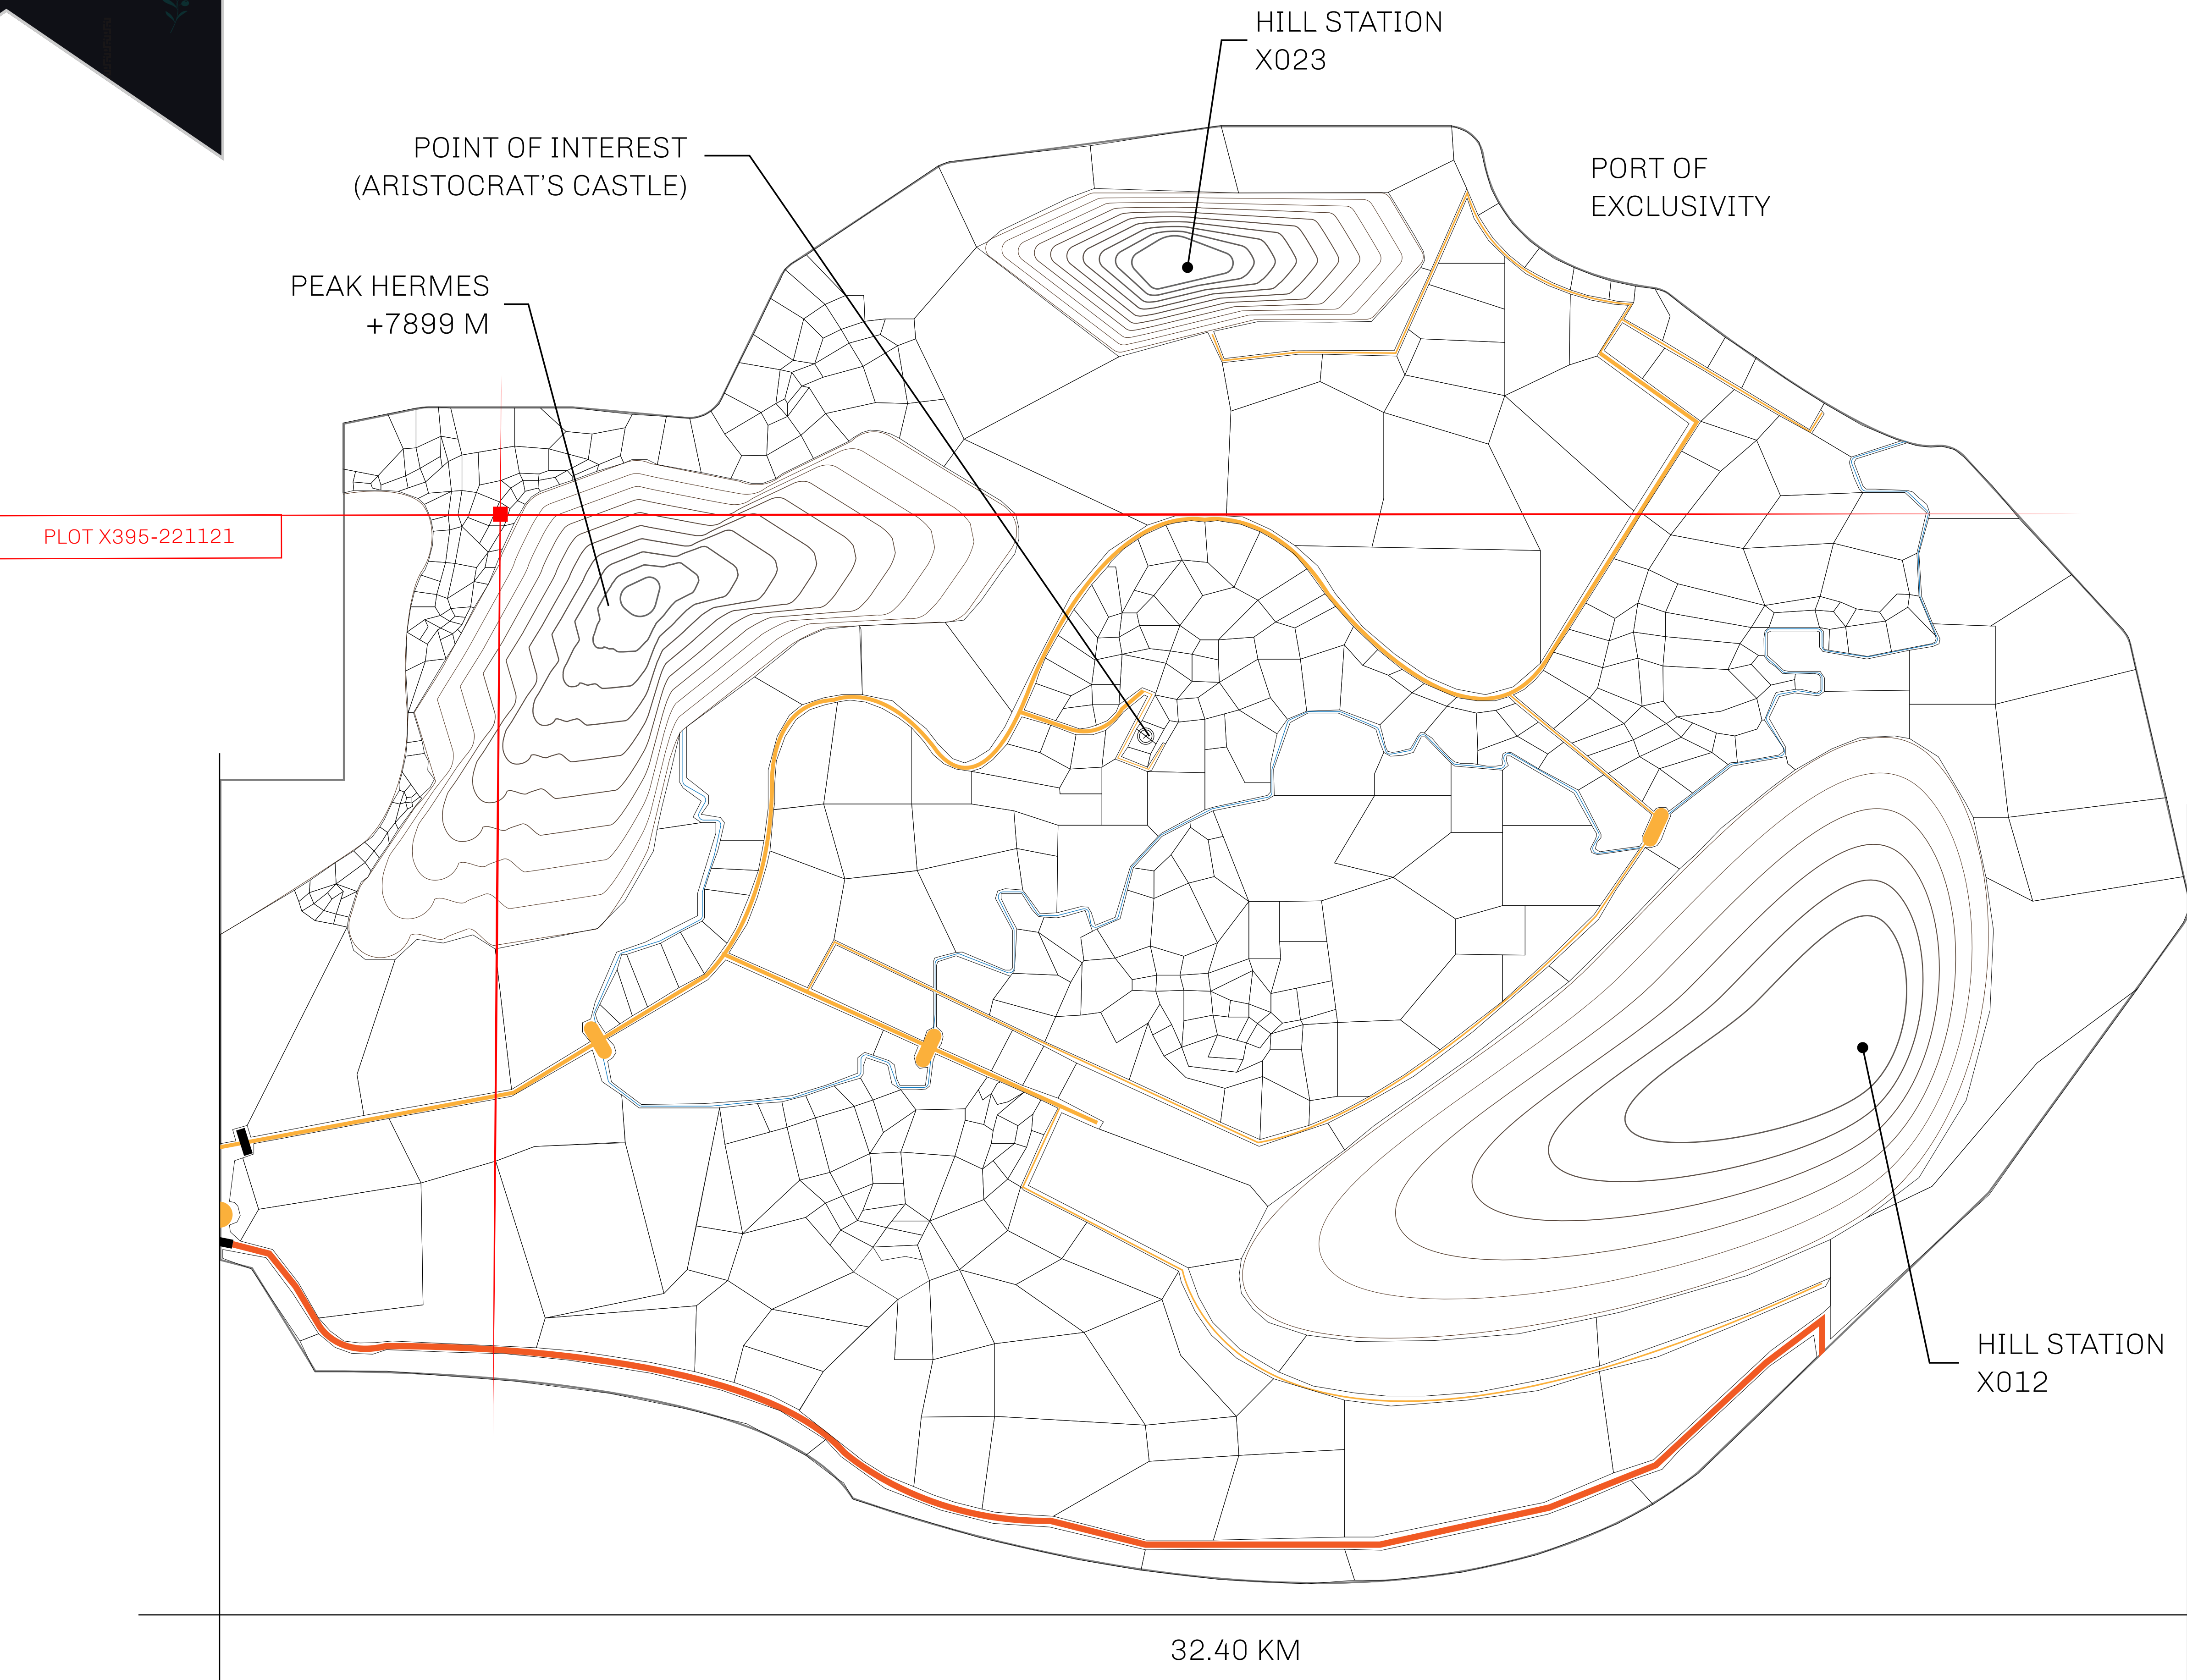 HILL STATION
X023
POINT OF INTEREST
(ARISTOCRAT'S CASTLE)
PORT OF
EXCLUSIVITY
PEAK HERMES
+7899 M
PLOT X395-221121
HILL STATION
X012
32.40 KM